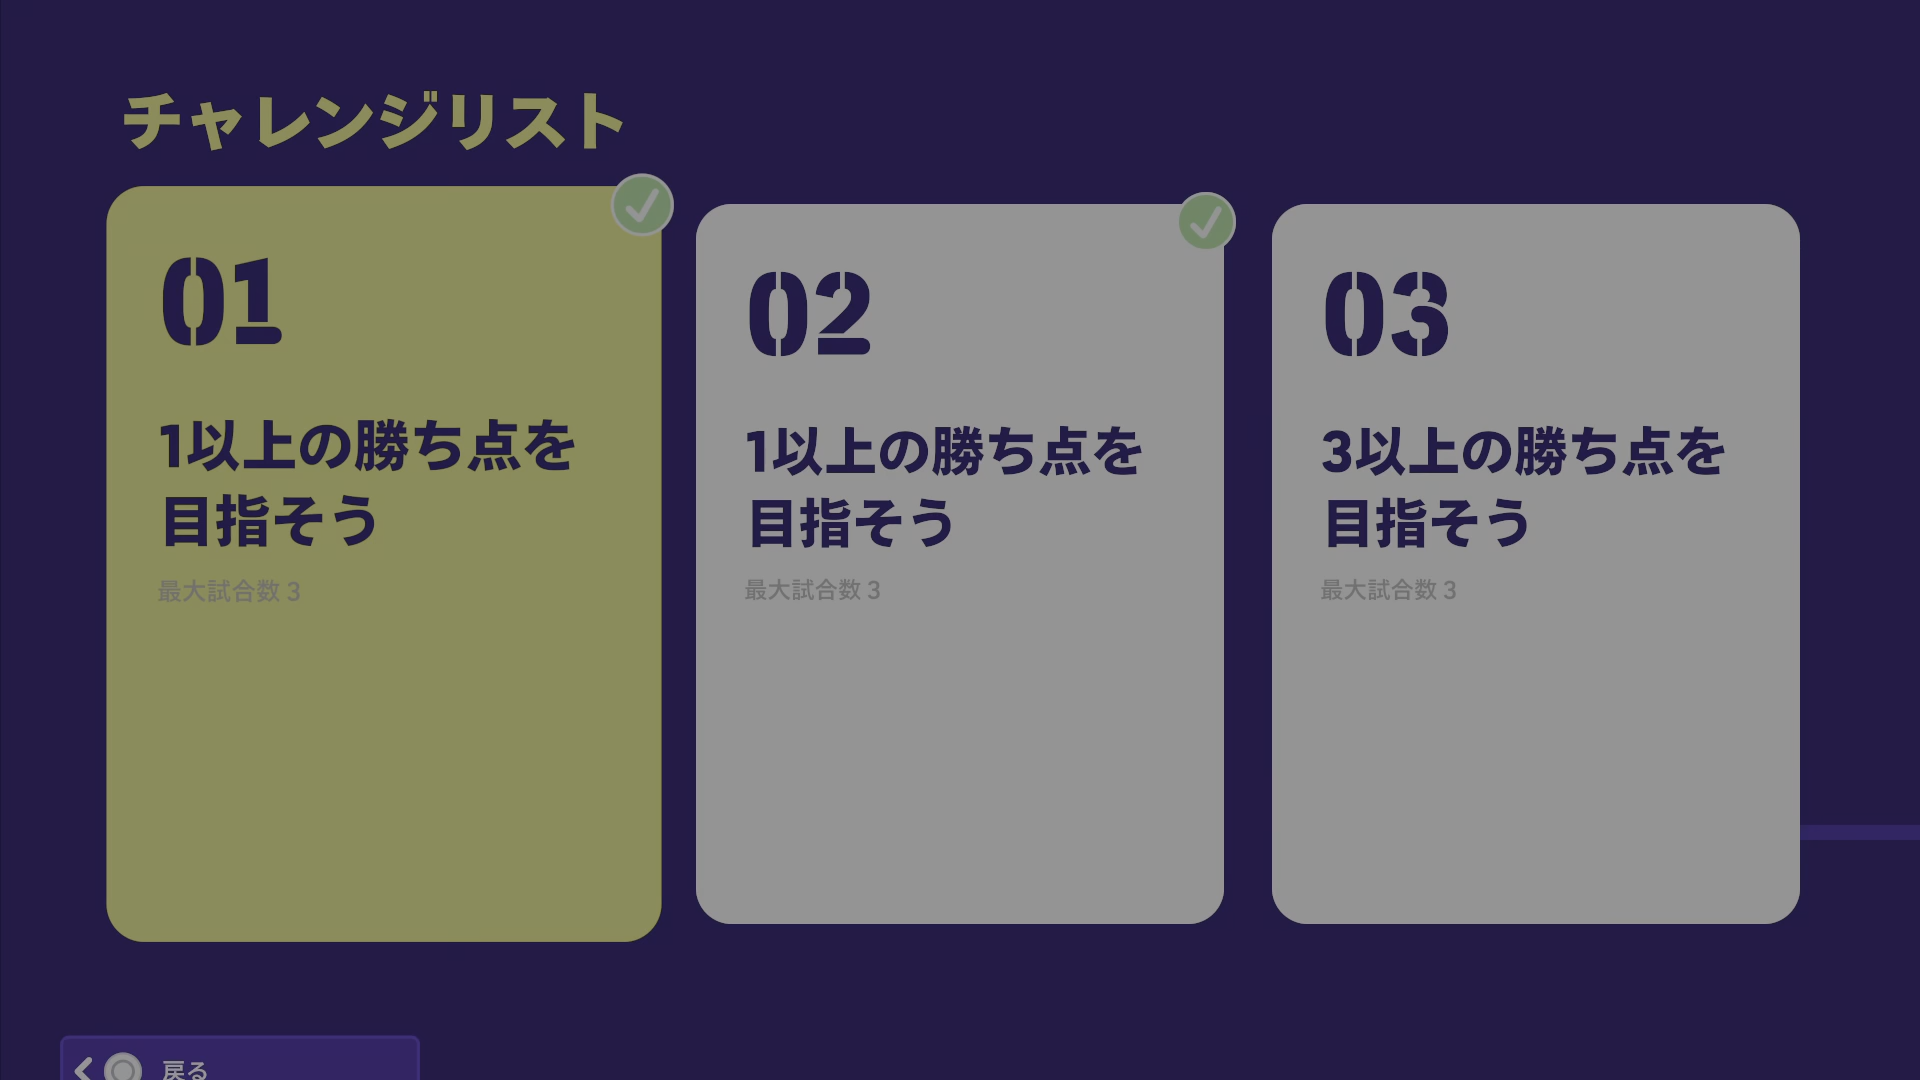 チャレンジリスト
01
1以上の勝ち点を
目指そう
最大試合数 3
02
1以上の勝ち点を
目指そう
最大試合数 3
03
3以上の勝ち点を
目指そう
最大試合数 3
戻る